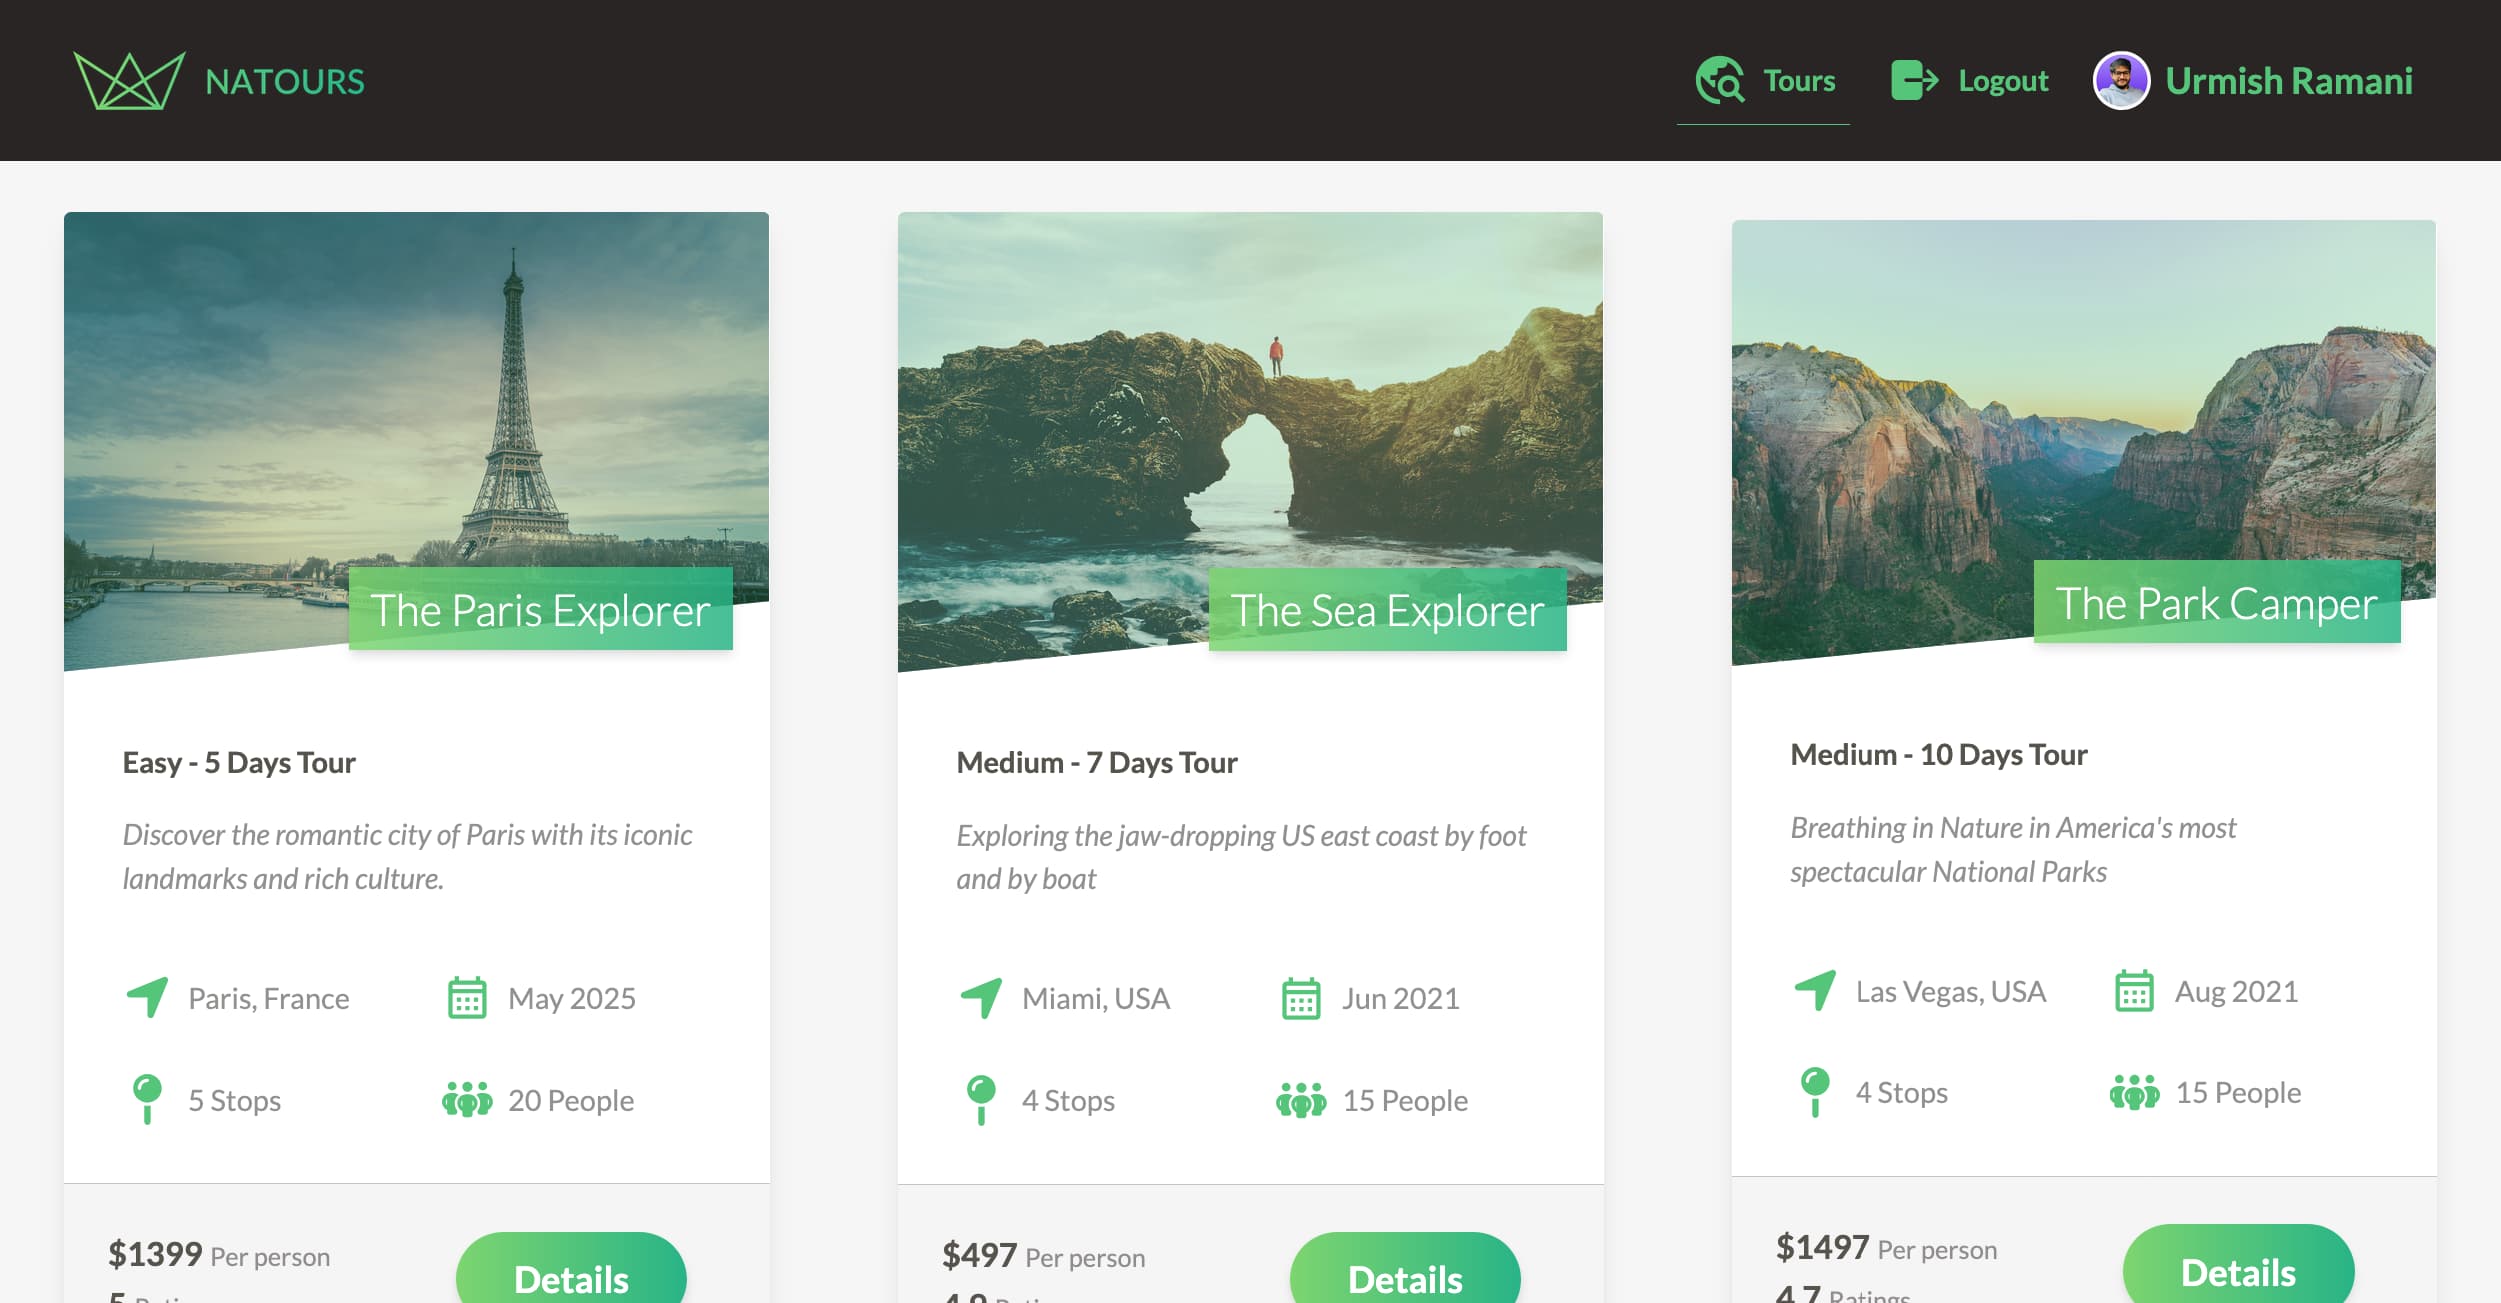 NATOURS
Tours
Logout
Urmish Ramani
The Paris Explorer
Easy - 5 Days Tour
Discover the romantic city of Paris with its iconic
landmarks and rich culture.
Paris, France
May 2025
5 Stops
20 People
$1399 Per person
Details
The Sea Explorer
Medium - 7 Days Tour
Exploring the jaw-dropping US east coast by foot
and by boat
Miami, USA
Jun 2021
4 Stops
15 People
$497 Per person
Details
The Park Camper
Medium - 10 Days Tour
Breathing in Nature in America's most
spectacular National Parks
Las Vegas, USA
Aug 2021
4 Stops
15 People
$1497 Per person
4.7 Ratings
Details